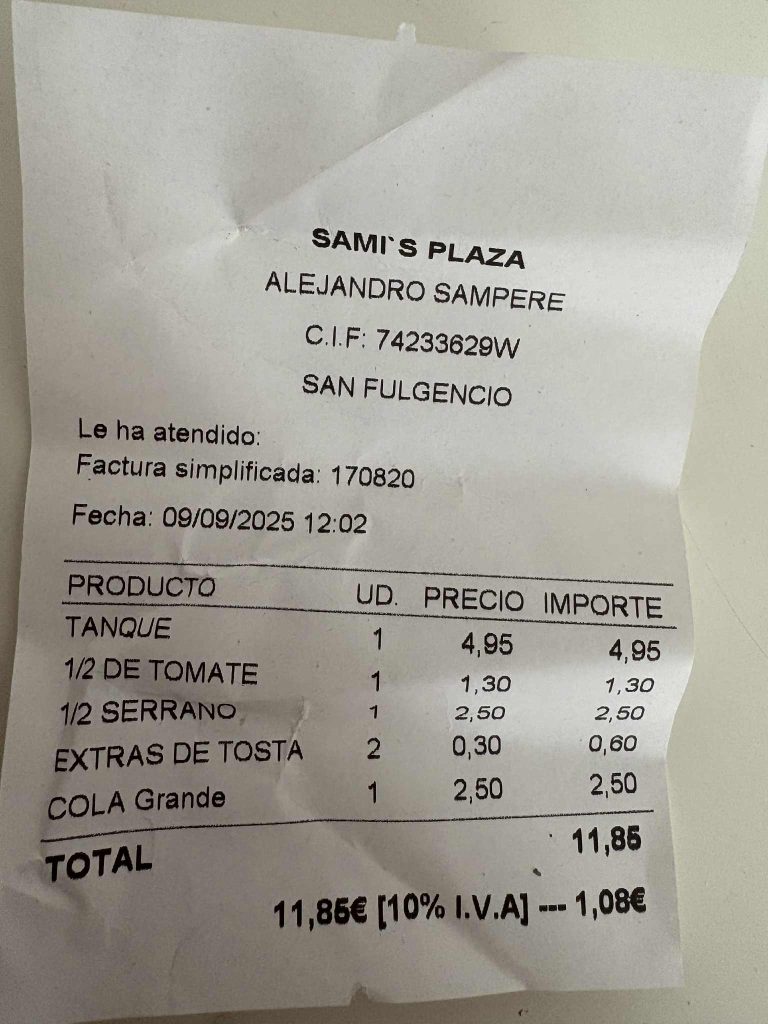 SAMI`S PLAZA
ALEJANDRO SAMPERE
C.I.F: 74233629W
SAN FULGENCIO
Le ha atendido:
Factura simplificada: 170820
Fecha: 09/09/2025 12:02
PRODUCTO UD. PRECIO IMPORTE
TANQUE 1 4,95 4,95
1/2 DE TOMATE 1 1,30 1,30
1/2 SERRANO 1 2,50 2,50
EXTRAS DE TOSTA 2 0,30 0,60
COLA Grande 1 2,50 2,50
TOTAL 11,85
11,85€ [10% I.V.A] --- 1,08€